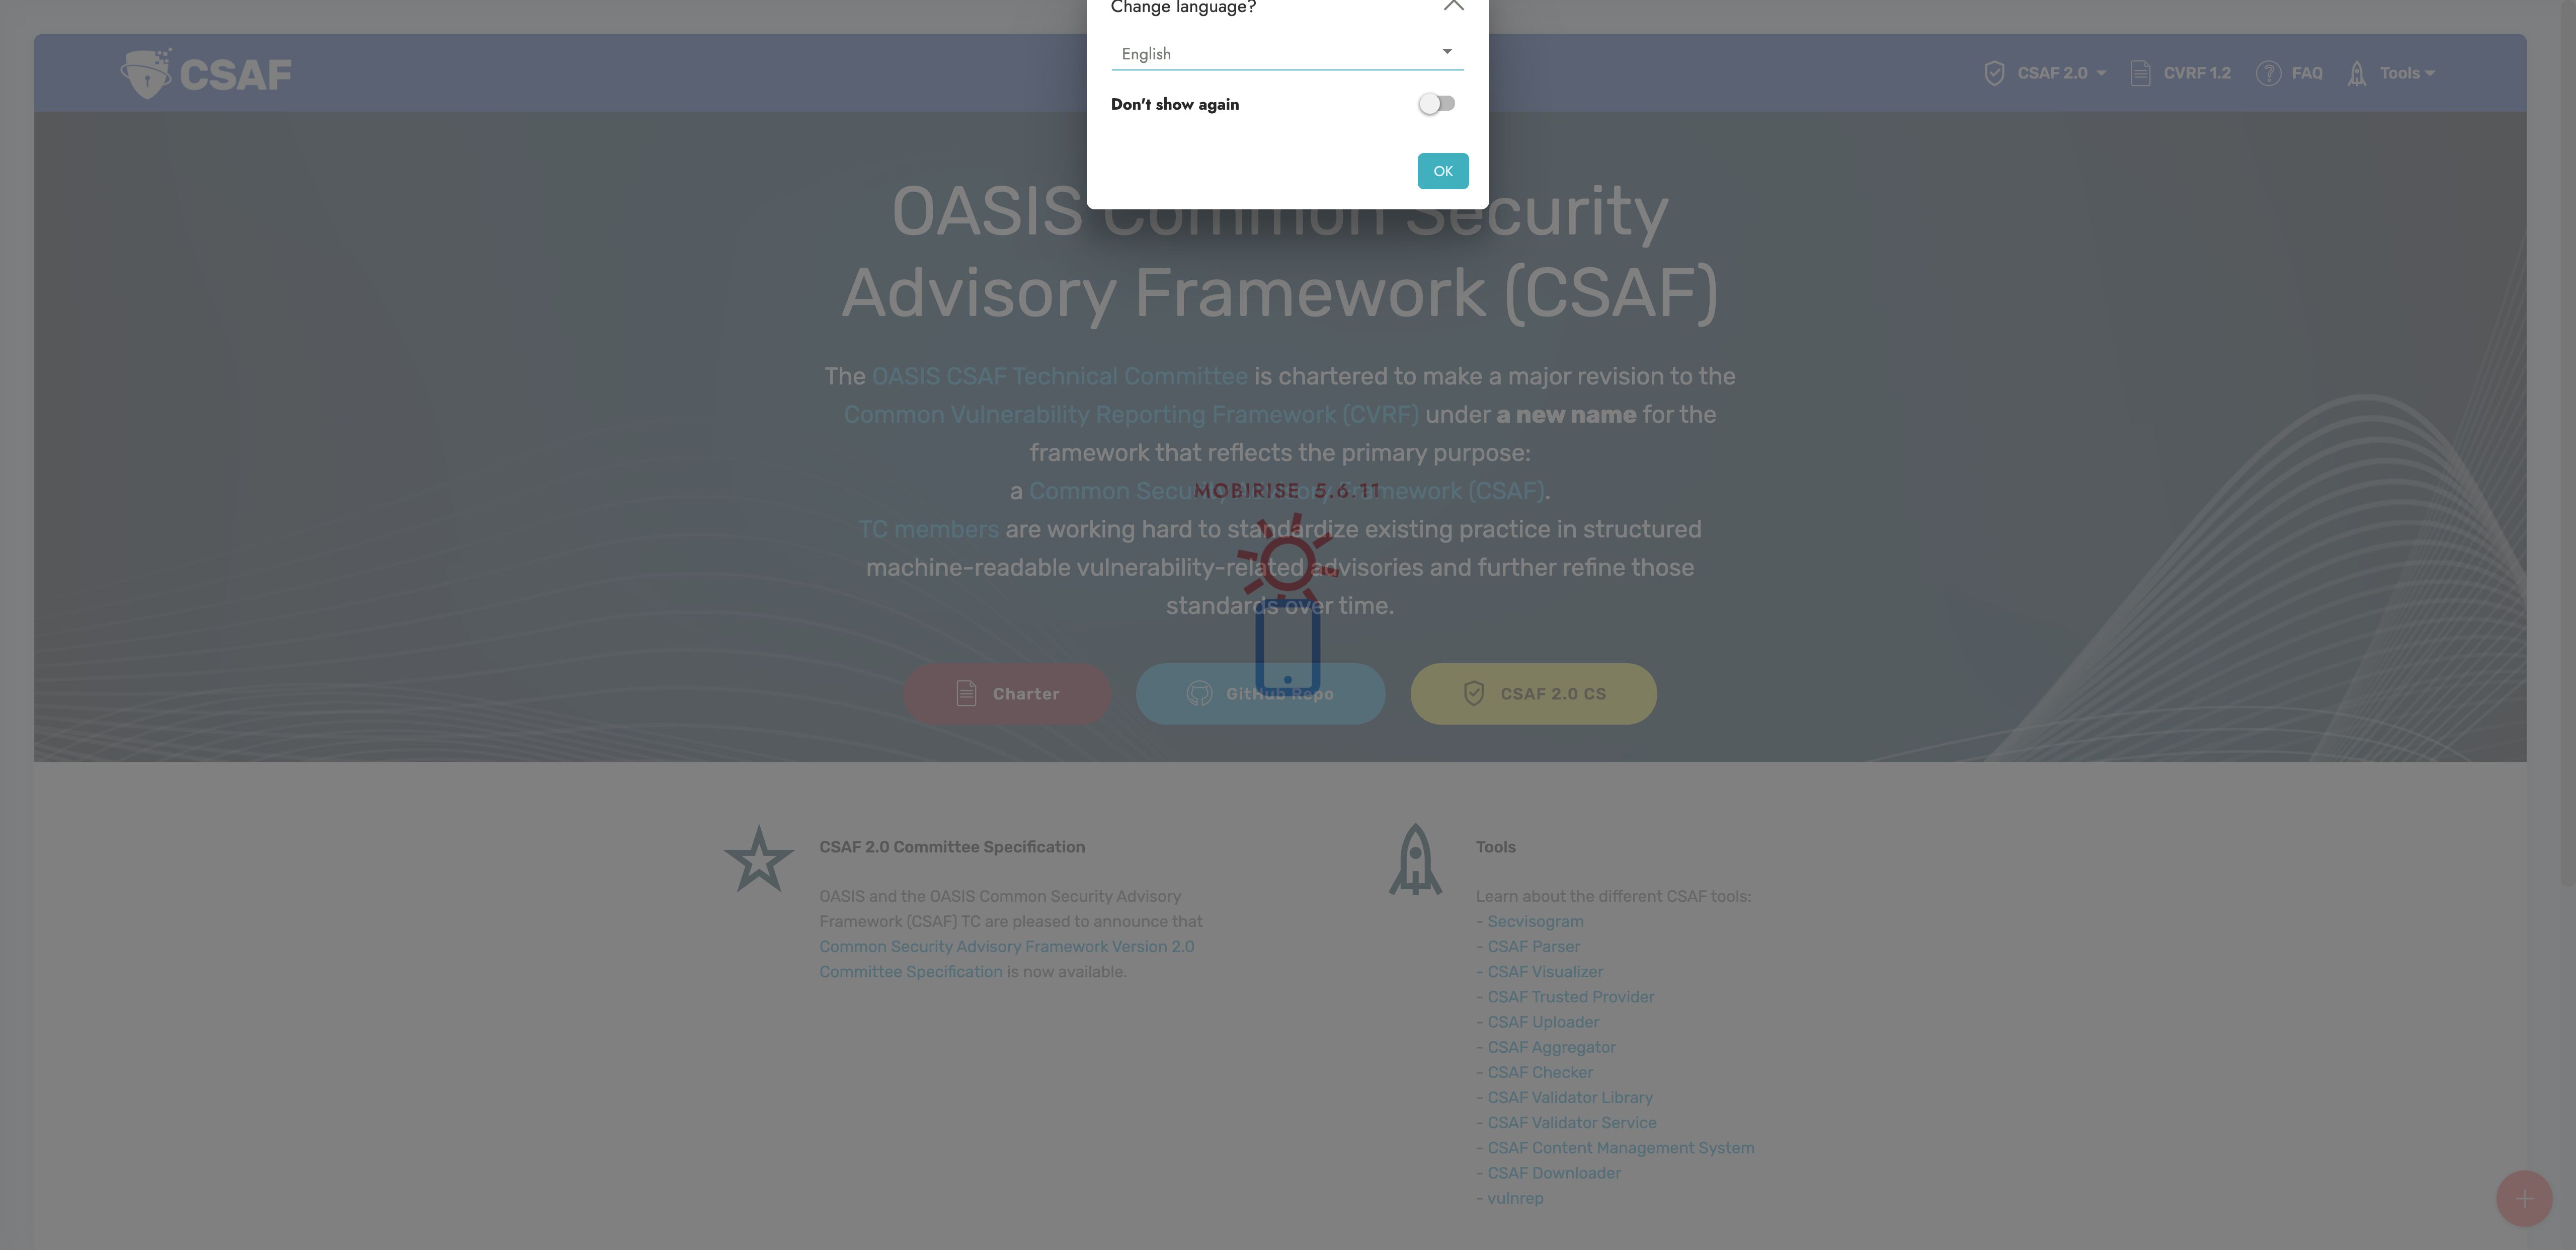 Change language?
English
Don't show again
OK
CSAF
CSAF 2.0
CVRF 1.2
FAQ
Tools
OASIS Common Security
Advisory Framework (CSAF)
The OASIS CSAF Technical Committee is chartered to make a major revision to the
Common Vulnerability Reporting Framework (CVRF) under a new name for the
framework that reflects the primary purpose:
a Common Security Advisory Framework (CSAF).
MOBIRISE 5.6.11
TC members are working hard to standardize existing practice in structured
machine-readable vulnerability-related advisories and further refine those
standards over time.
Charter
GitHub Repo
CSAF 2.0 CS
CSAF 2.0 Committee Specification
OASIS and the OASIS Common Security Advisory
Framework (CSAF) TC are pleased to announce that
Common Security Advisory Framework Version 2.0
Committee Specification is now available.
Tools
Learn about the different CSAF tools:
- Secvisogram
- CSAF Parser
- CSAF Visualizer
- CSAF Trusted Provider
- CSAF Uploader
- CSAF Aggregator
- CSAF Checker
- CSAF Validator Library
- CSAF Validator Service
- CSAF Content Management System
- CSAF Downloader
- vulnrep